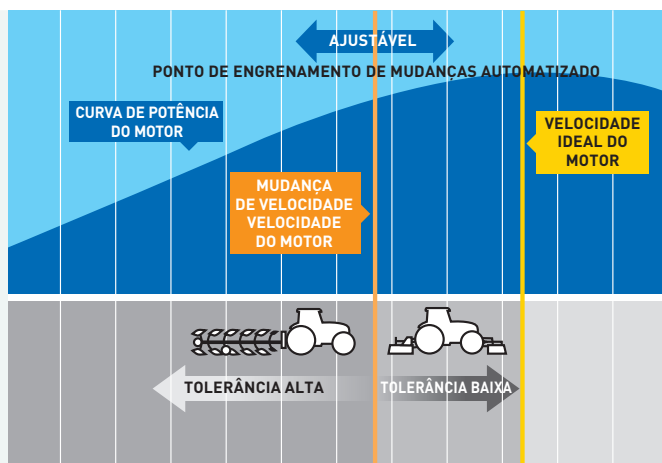 AJUSTÁVEL
PONTO DE ENGRENAMENTO DE MUDANÇAS AUTOMATIZADO
CURVA DE POTÊNCIA
DO MOTOR
VELOCIDADE
IDEAL DO
MOTOR
MUDANÇA
DE VELOCIDADE
VELOCIDADE
DO MOTOR
TOLERÂNCIA ALTA
TOLERÂNCIA BAIXA